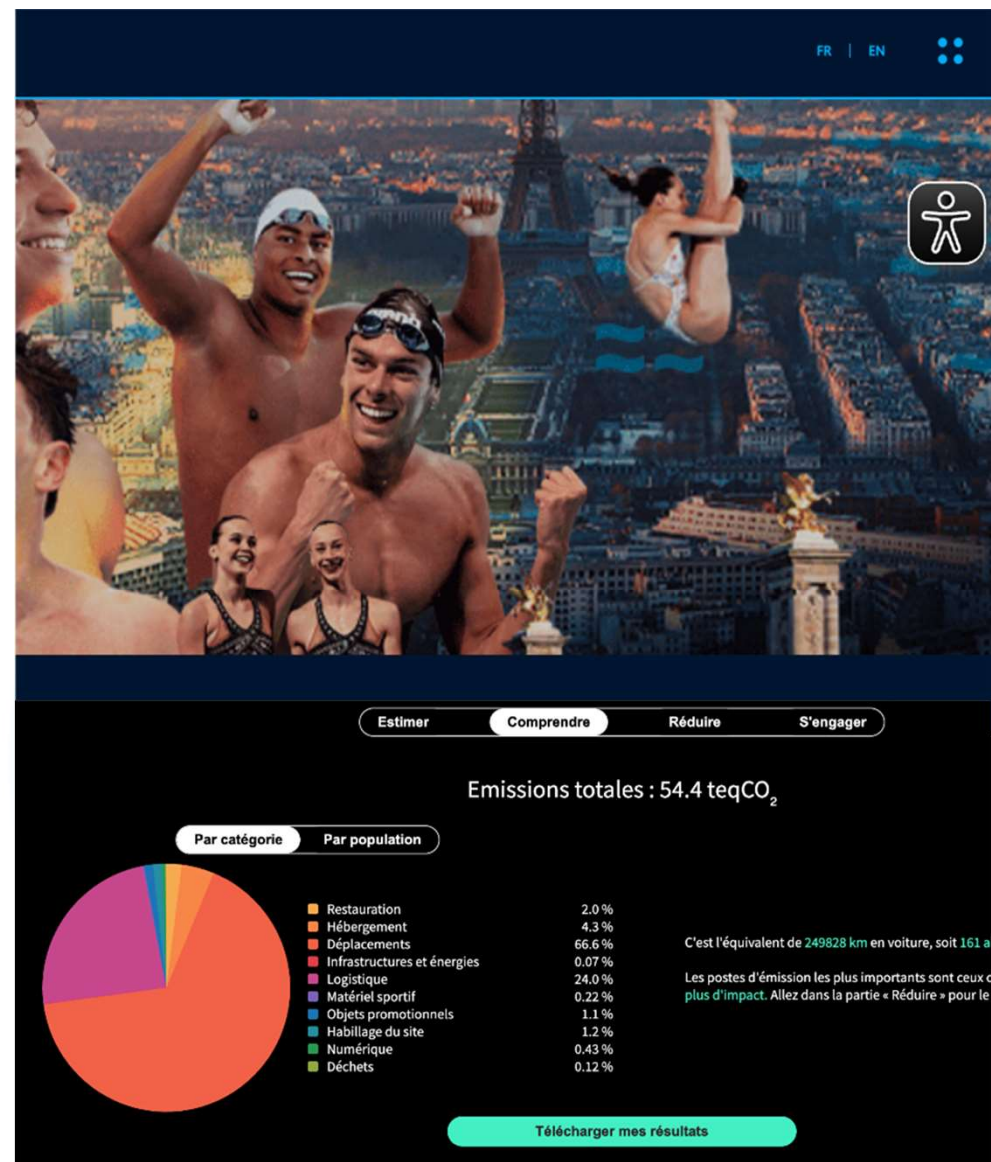 FR | EN
arena
Estimer Comprendre Réduire S'engager
Emissions totales : 54.4 teqCO2
Par catégorie Par population
Restauration 2.0 %
Hébergement 4.3 %
Déplacements 66.6 %
Infrastructures et énergies 0.07 %
Logistique 24.0 %
Matériel sportif 0.22 %
Objets promotionnels 1.1 %
Habillage du site 1.2 %
Numérique 0.43 %
Déchets 0.12 %
C'est l'équivalent de 249828 km en voiture, soit 161 a
Les postes d'émission les plus importants sont ceux
plus d'impact. Allez dans la partie « Réduire » pour le
Télécharger mes résultats